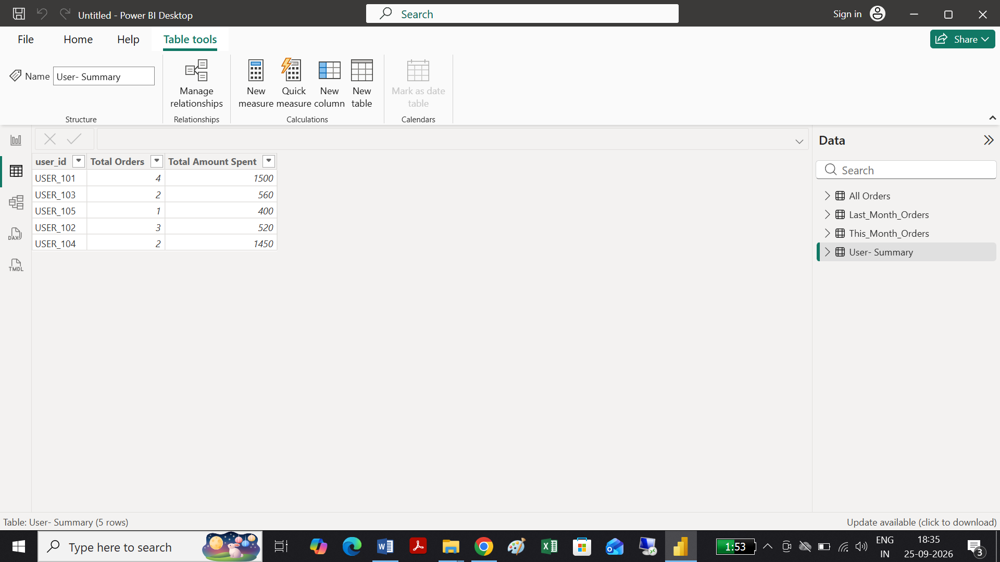 Untitled - Power BI Desktop
Search
Sign in
File Home Help Table tools
Share
Name User- Summary
Manage relationships
New measure
Quick measure
New column
New table
Mark as date table
Structure Relationships Calculations Calendars
user_id Total Orders Total Amount Spent
USER_101 4 1500
USER_103 2 560
USER_105 1 400
USER_102 3 520
USER_104 2 1450
DAX
TMDL
Data
Search
All Orders
Last_Month_Orders
This_Month_Orders
User- Summary
Table: User- Summary (5 rows)
Update available (click to download)
Type here to search
1:53
ENG
IN
18:35
25-09-2026
3